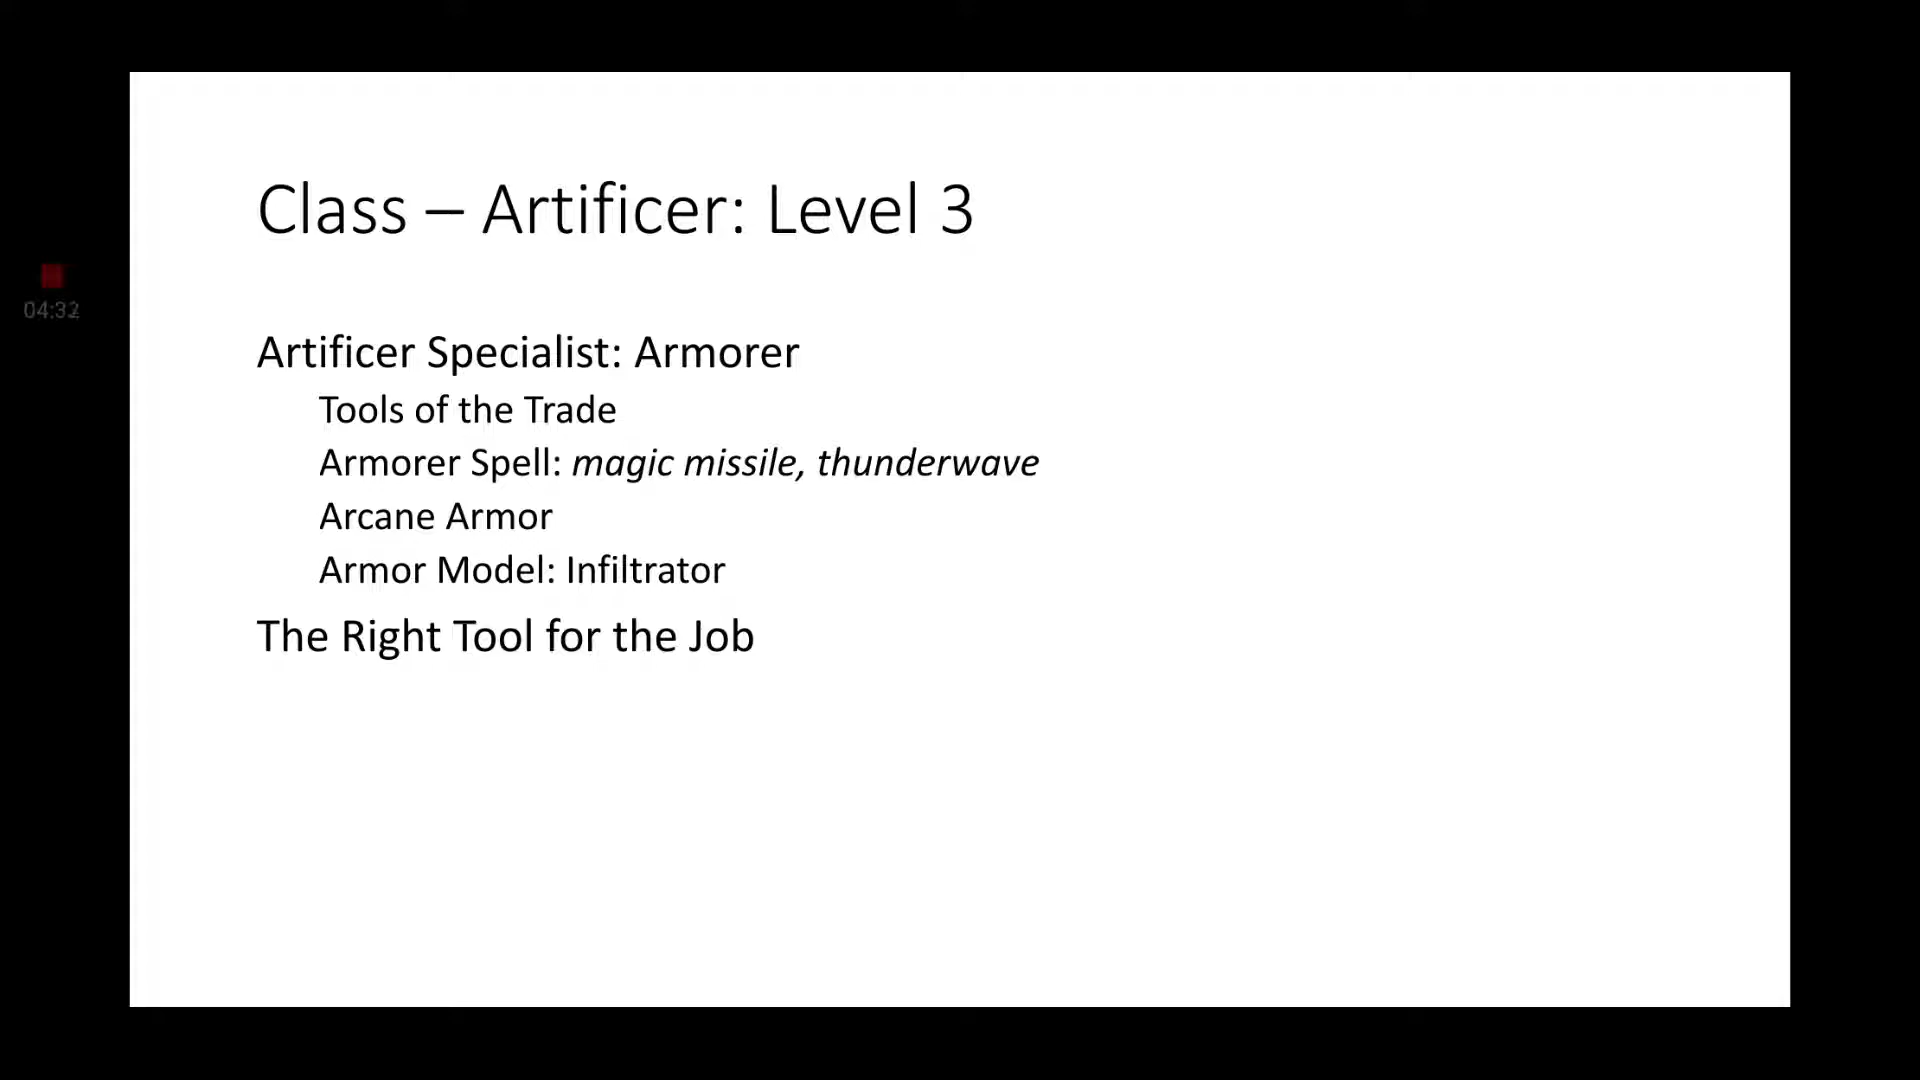 Class – Artificer: Level 3
04:32
Artificer Specialist: Armorer
Tools of the Trade
Armorer Spell: magic missile, thunderwave
Arcane Armor
Armor Model: Infiltrator
The Right Tool for the Job